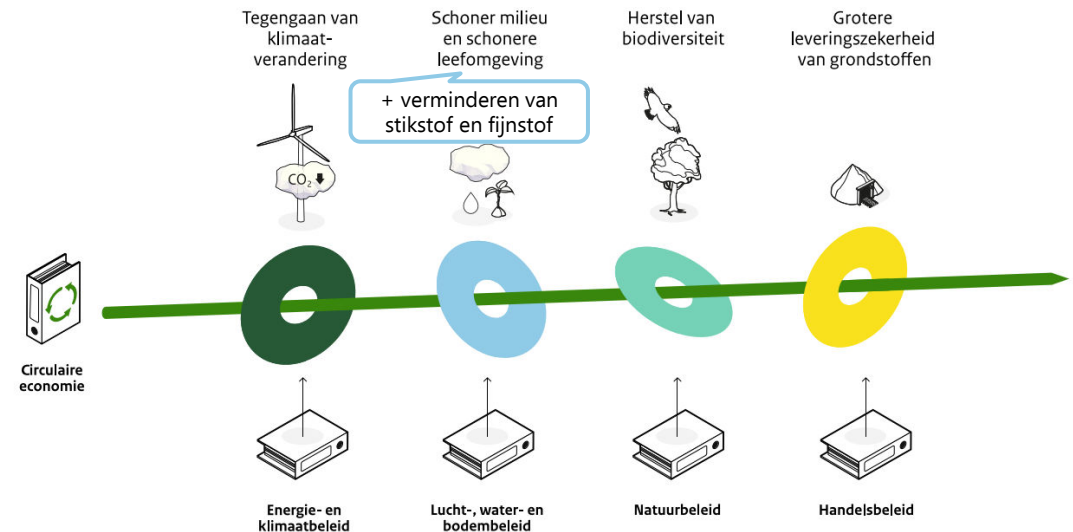 Tegengaan van
klimaat-
verandering
Schoner milieu
en schonere
leefomgeving
Herstel van
biodiversiteit
Grotere
leveringszekerheid
van grondstoffen
+ verminderen van
stikstof en fijnstof
CO₂
Circulaire
economie
Energie- en
klimaatbeleid
Lucht-, water- en
bodembeleid
Natuurbeleid
Handelsbeleid